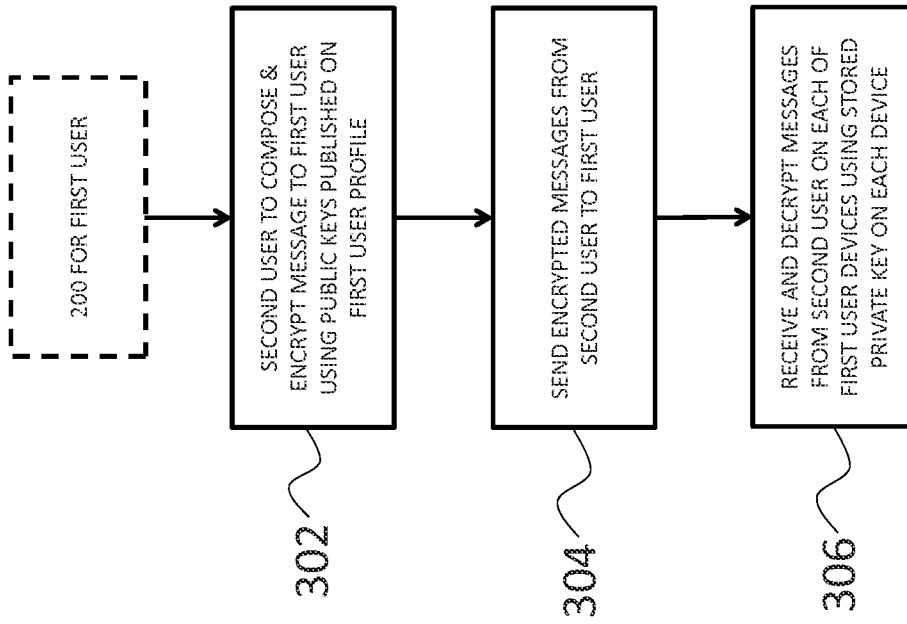 200 FOR FIRST USER
SECOND USER TO COMPOSE &
ENCRYPT MESSAGE TO FIRST USER
USING PUBLIC KEYS PUBLISHED ON
FIRST USER PROFILE
302
SEND ENCRYPTED MESSAGES FROM
SECOND USER TO FIRST USER
304
RECEIVE AND DECRYPT MESSAGES
FROM SECOND USER ON EACH OF
FIRST USER DEVICES USING STORED
PRIVATE KEY ON EACH DEVICE
306